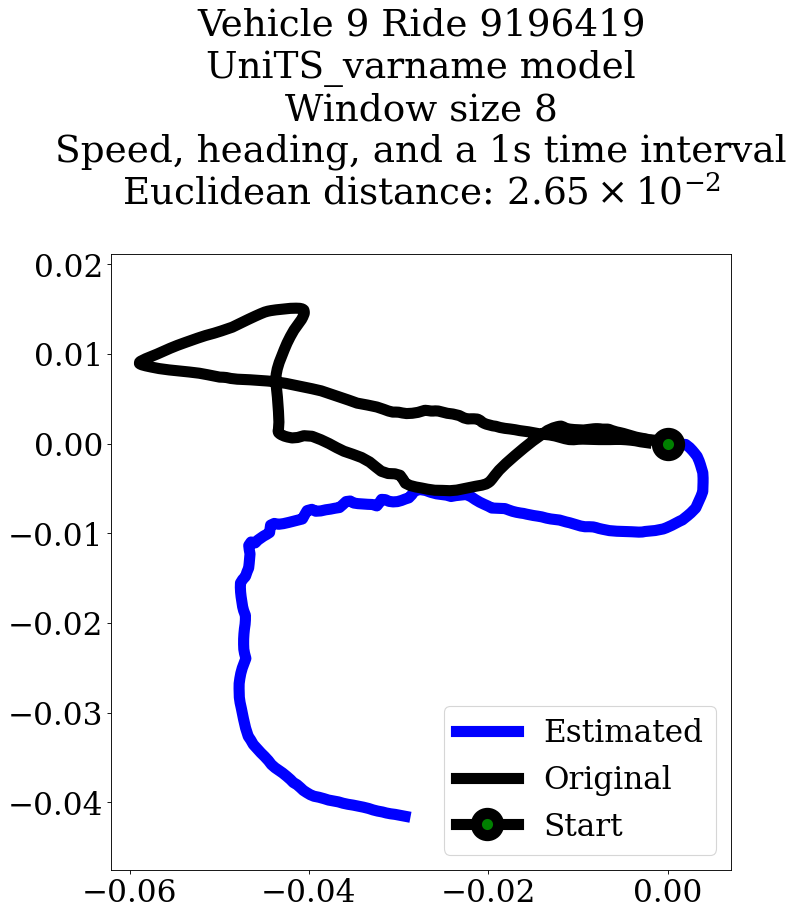 Vehicle 9 Ride 9196419
UniTS_varname model
Window size 8
Speed, heading, and a 1s time interval
Euclidean distance: 2.65 × 10⁻²
0.02
0.01
0.00
−0.01
−0.02
−0.03
−0.04
Estimated
Original
Start
−0.06
−0.04
−0.02
0.00